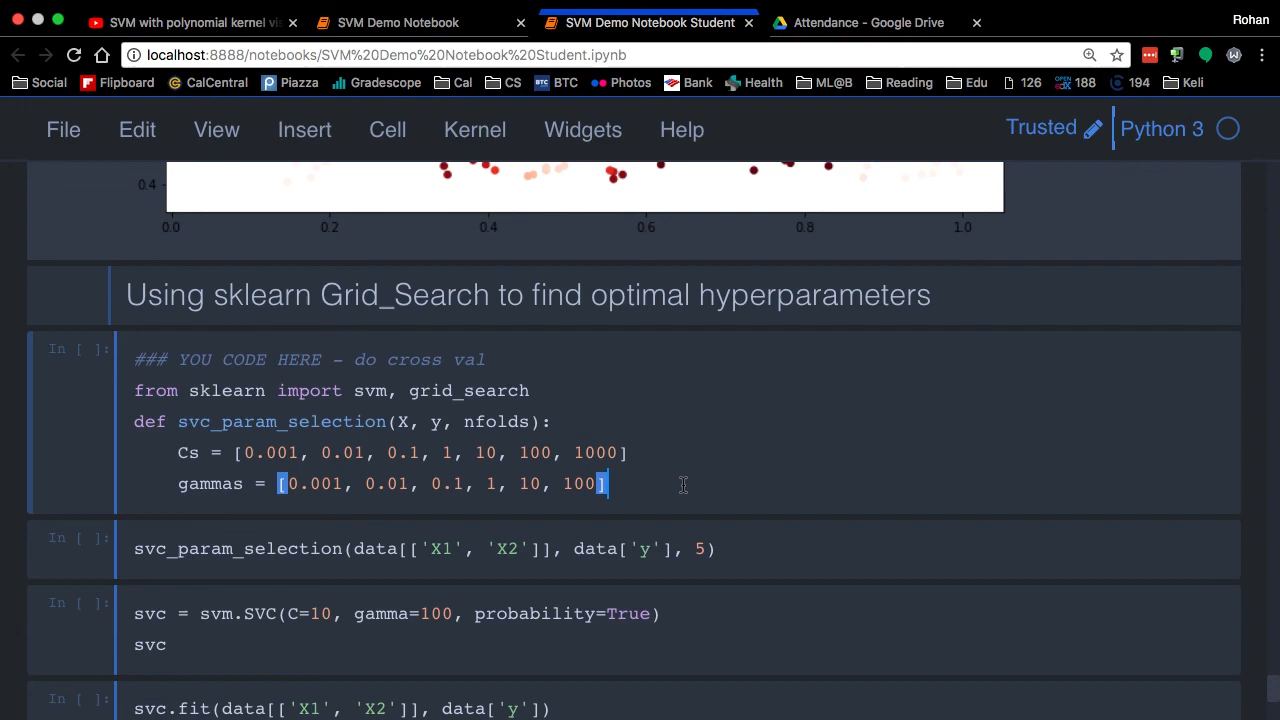 SVM with polynomial kernel vis
SVM Demo Notebook
SVM Demo Notebook Student
Attendance - Google Drive
Rohan
localhost:8888/notebooks/SVM%20Demo%20Notebook%20Student.ipynb
Social Flipboard CalCentral Piazza Gradescope Cal CS BTC BTC Photos Bank Health ML@B Reading Edu 126 OPEN edX 188 194 Keli
File Edit View Insert Cell Kernel Widgets Help Trusted Python 3
0.4
0.0 0.2 0.4 0.6 0.8 1.0
Using sklearn Grid_Search to find optimal hyperparameters
In [ ]:
### YOU CODE HERE - do cross val
from sklearn import svm, grid_search
def svc_param_selection(X, y, nfolds):
Cs = [0.001, 0.01, 0.1, 1, 10, 100, 1000]
gammas = [0.001, 0.01, 0.1, 1, 10, 100]
In [ ]:
svc_param_selection(data[['X1', 'X2']], data['y'], 5)
In [ ]:
svc = svm.SVC(C=10, gamma=100, probability=True)
svc
In [ ]:
svc.fit(data[['X1', 'X2']], data['y'])